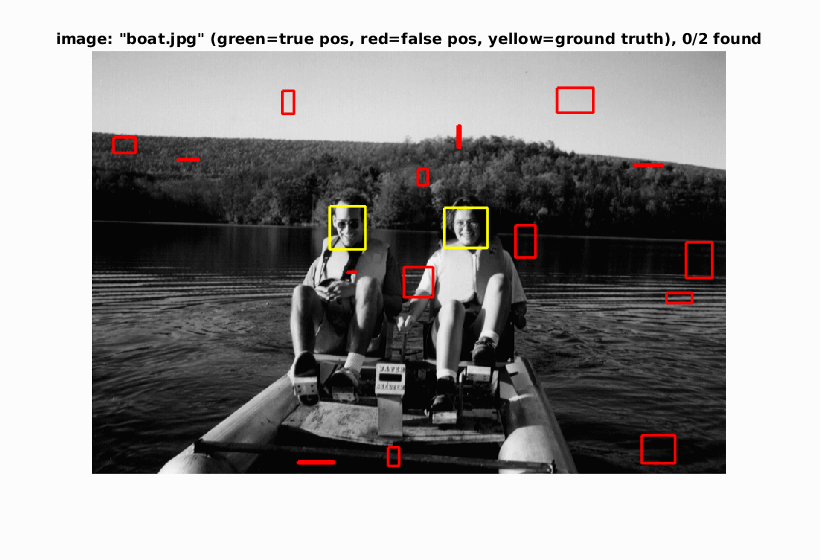 image: "boat.jpg" (green=true pos, red=false pos, yellow=ground truth), 0/2 found